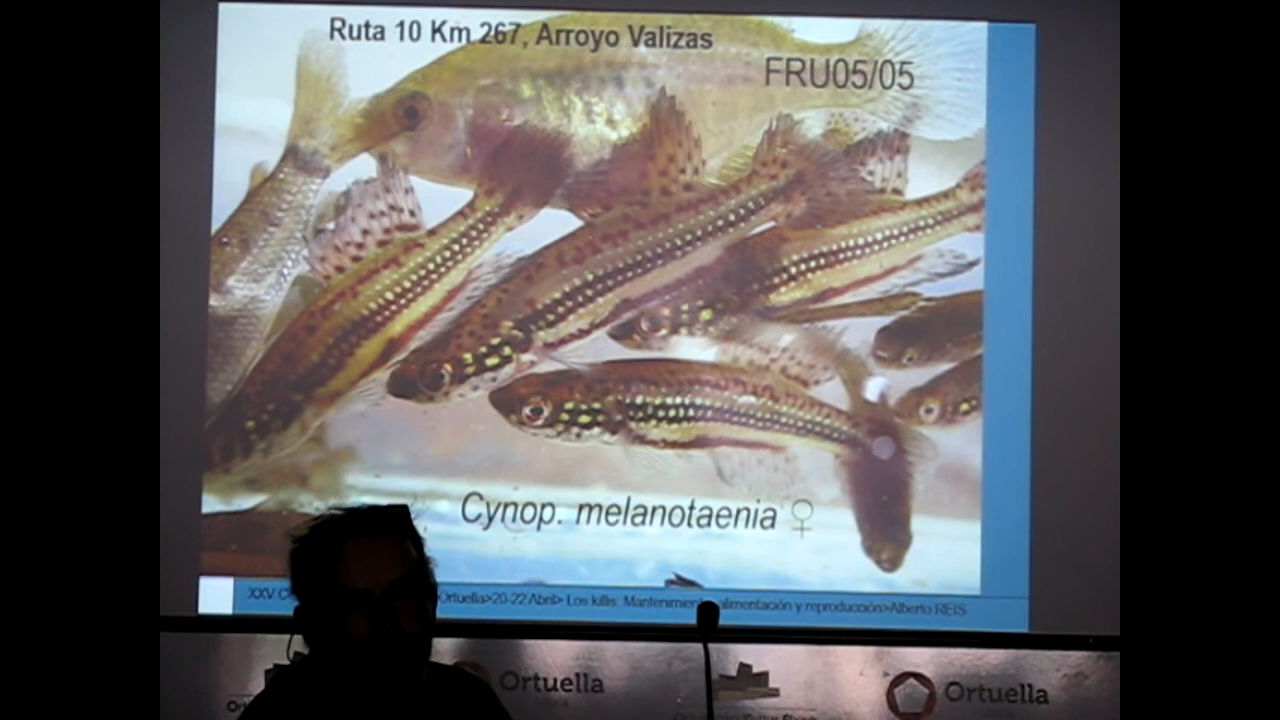 Ruta 10 Km 267, Arroyo Valizas
FRU05/05
Cynop. melanotaenia ♀
XXV Ortuella>20-22 Abril> Los killis: Mantenimiento, alimentación y reproducción>Alberto REIS
Ortuella
Ortuella